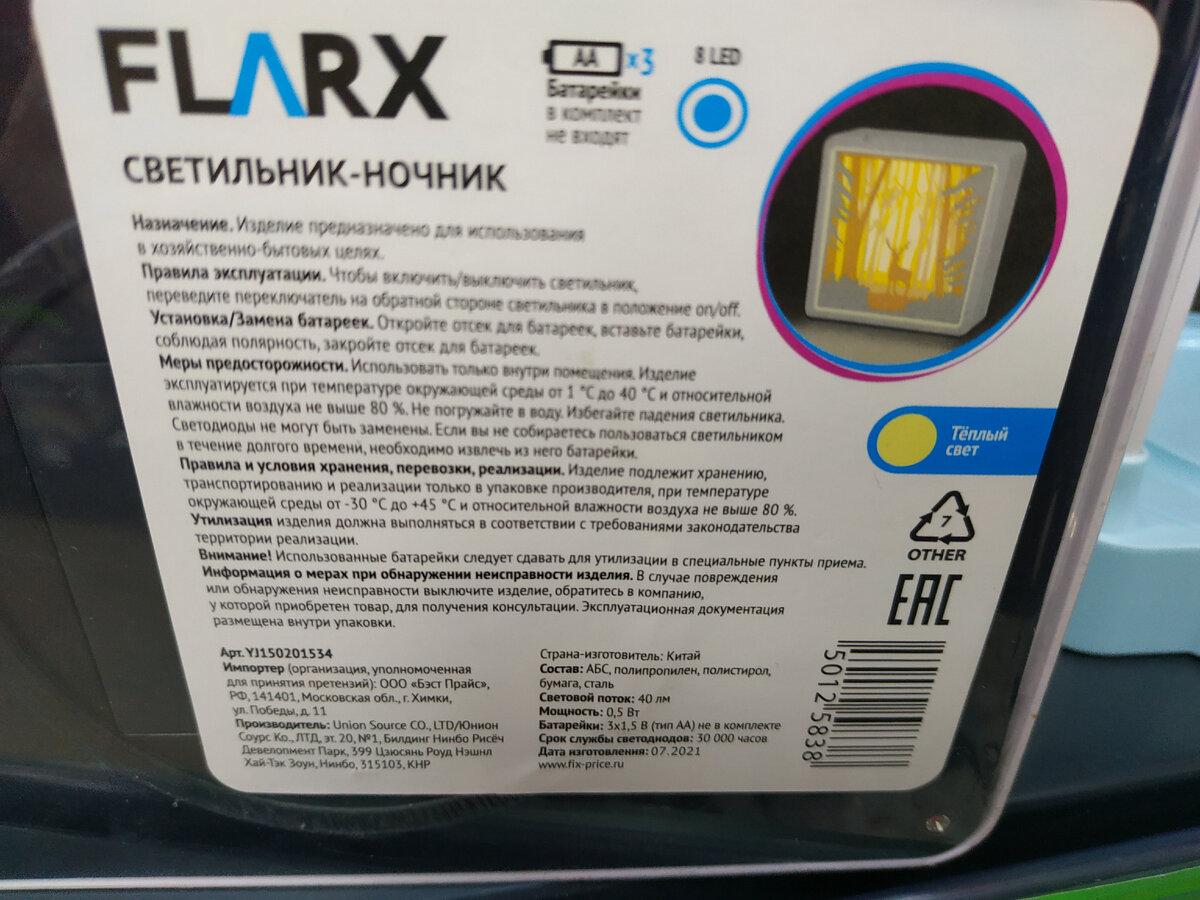 FLARX
AA x3
Батарейки
в комплект
не входят
8 LED
СВЕТИЛЬНИК-НОЧНИК
Назначение. Изделие предназначено для использования
в хозяйственно-бытовых целях.
Правила эксплуатации. Чтобы включить/выключить светильник,
переведите переключатель на обратной стороне светильника в положение on/off.
Установка/Замена батареек. Откройте отсек для батареек, вставьте батарейки,
соблюдая полярность, закройте отсек для батареек.
Меры предосторожности. Использовать только внутри помещения. Изделие
эксплуатируется при температуре окружающей среды от 1 °C до 40 °C и относительной
влажности воздуха не выше 80 %. Не погружайте в воду. Избегайте падения светильника.
Светодиоды не могут быть заменены. Если вы не собираетесь пользоваться светильником
в течение долгого времени, необходимо извлечь из него батарейки.
Правила и условия хранения, перевозки, реализации. Изделие подлежит хранению,
транспортированию и реализации только в упаковке производителя, при температуре
окружающей среды от -30 °C до +45 °C и относительной влажности воздуха не выше 80 %.
Утилизация изделия должна выполняться в соответствии с требованиями законодательства
территории реализации.
Внимание! Использованные батарейки следует сдавать для утилизации в специальные пункты приема.
Информация о мерах при обнаружении неисправности изделия. В случае повреждения
или обнаружения неисправности выключите изделие, обратитесь в компанию,
у которой приобретен товар, для получения консультации. Эксплуатационная документация
размещена внутри упаковки.
Тёплый
свет
7
OTHER
EAC
Арт. YJ150201534
Импортер (организация, уполномоченная
для принятия претензий): ООО «Бэст Прайс»,
РФ, 141401, Московская обл., г. Химки,
ул. Победы, д. 11
Производитель: Union Source CO., LTD/Юнион
Соурс Ко., ЛТД, эт. 20, №1, Билдинг Нинбо Рисёч
Девелопмент Парк, 399 Цзюсянь Роуд Нэшнл
Хай-Тэк Зоун, Нинбо, 315103, КНР
Страна-изготовитель: Китай
Состав: АБС, полипропилен, полистирол,
бумага, сталь
Световой поток: 40 лм
Мощность: 0,5 Вт
Батарейки: 3x1,5 В (тип АА) не в комплекте
Срок службы светодиодов: 30 000 часов
Дата изготовления: 07.2021
www.fix-price.ru
50125838